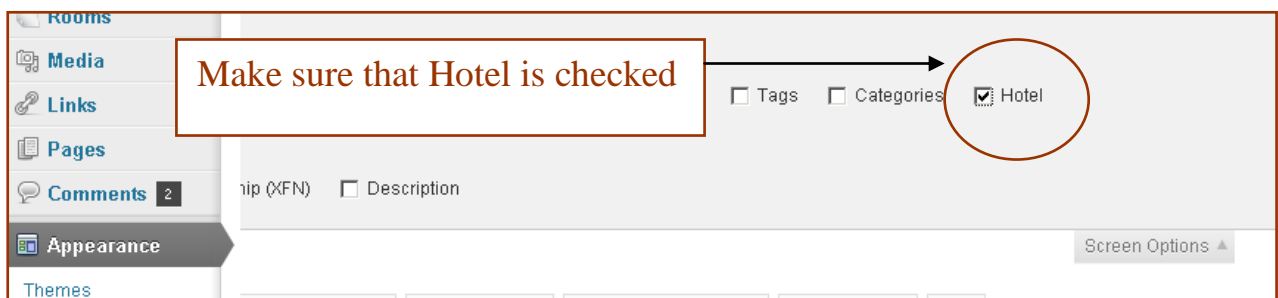 Rooms
Media
Links
Pages
Comments 2
Appearance
Themes
Make sure that Hotel is checked
Tags Categories Hotel
hip (XFN) Description
Screen Options